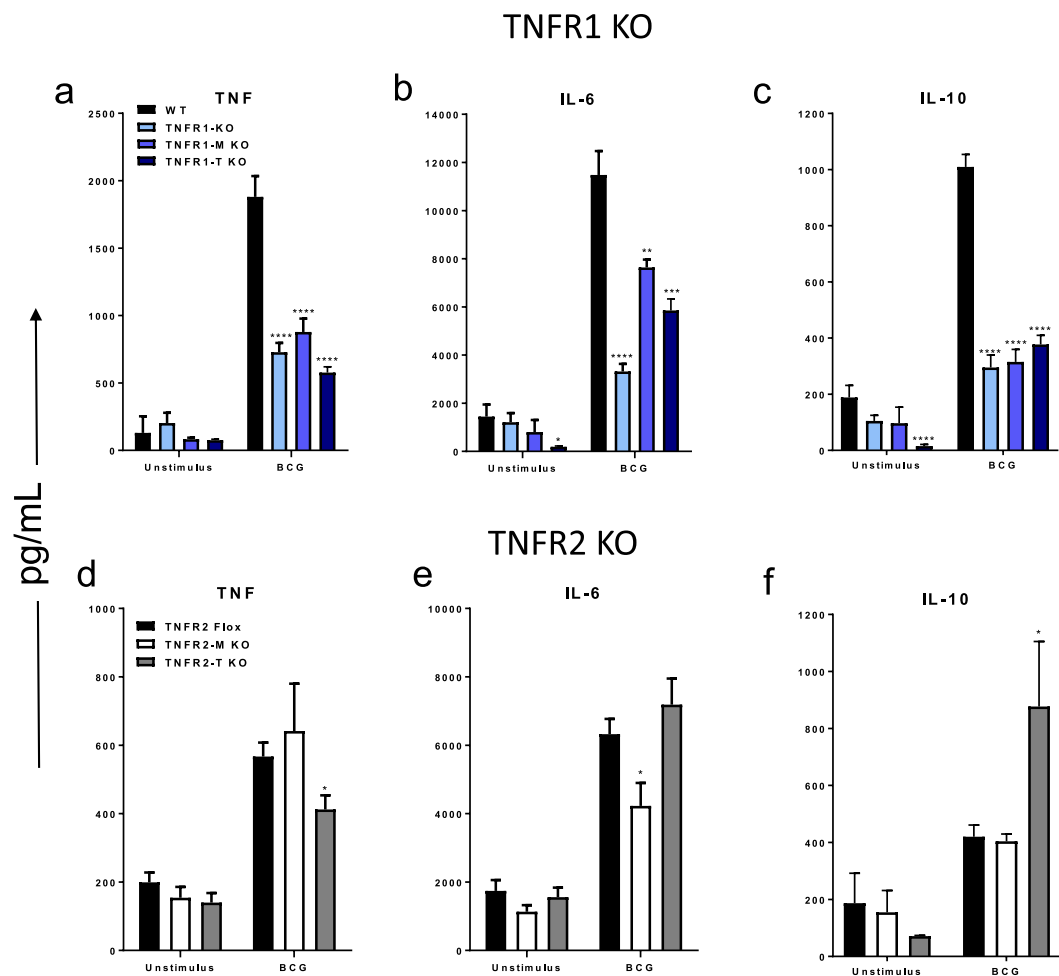 TNFR1 KO
a
TNF
2500
2000
1500
1000
500
0
WT
TNFR1-KO
TNFR1-M KO
TNFR1-T KO
****
****
****
Unstimulus
BCG
b
IL-6
14000
12000
10000
8000
6000
4000
2000
0
*
****
**
***
Unstimulus
BCG
c
IL-10
1200
1000
800
600
400
200
0
****
****
****
****
Unstimulus
BCG
pg/mL
TNFR2 KO
d
TNF
1000
800
600
400
200
0
TNFR2 Flox
TNFR2-M KO
TNFR2-T KO
*
Unstimulus
BCG
e
IL-6
10000
8000
6000
4000
2000
0
*
Unstimulus
BCG
f
IL-10
1200
1000
800
600
400
200
0
*
Unstimulus
BCG